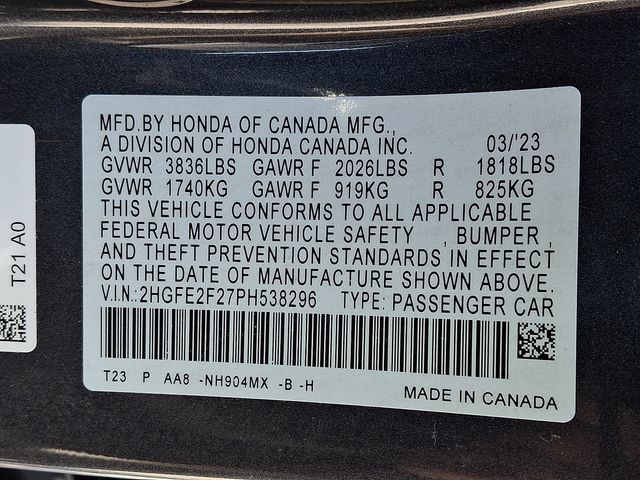 MFD.BY HONDA OF CANADA MFG.,
A DIVISION OF HONDA CANADA INC. 03/'23
GVWR 3836LBS GAWR F 2026LBS R 1818LBS
GVWR 1740KG GAWR F 919KG R 825KG
THIS VEHICLE CONFORMS TO ALL APPLICABLE
FEDERAL MOTOR VEHICLE SAFETY , BUMPER ,
AND THEFT PREVENTION STANDARDS IN EFFECT
ON THE DATE OF MANUFACTURE SHOWN ABOVE.
V.I.N.:2HGFE2F27PH538296 TYPE: PASSENGER CAR
T23 P AA8 -NH904MX -B -H
MADE IN CANADA
T21 A0